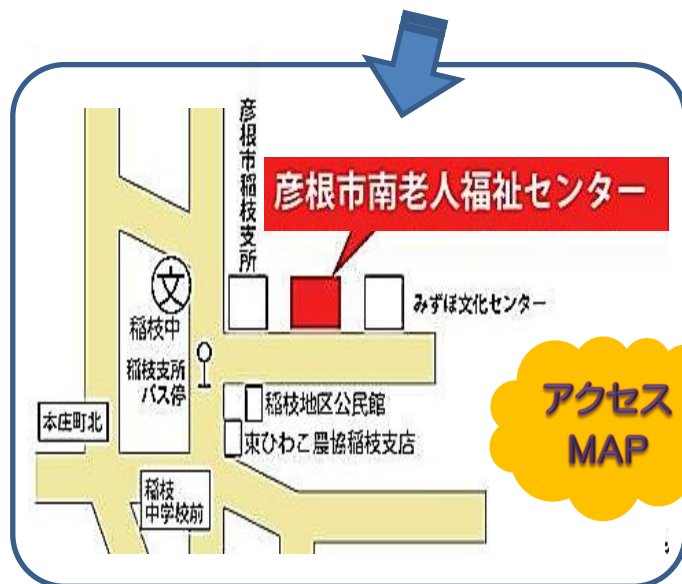 彦根市稲枝支所
彦根市南老人福祉センター
みずほ文化センター
文
稲枝中
稲枝支所
バス停
稲枝地区公民館
東びわこ農協稲枝支店
本庄町北
稲枝
中学校前
アクセス
MAP